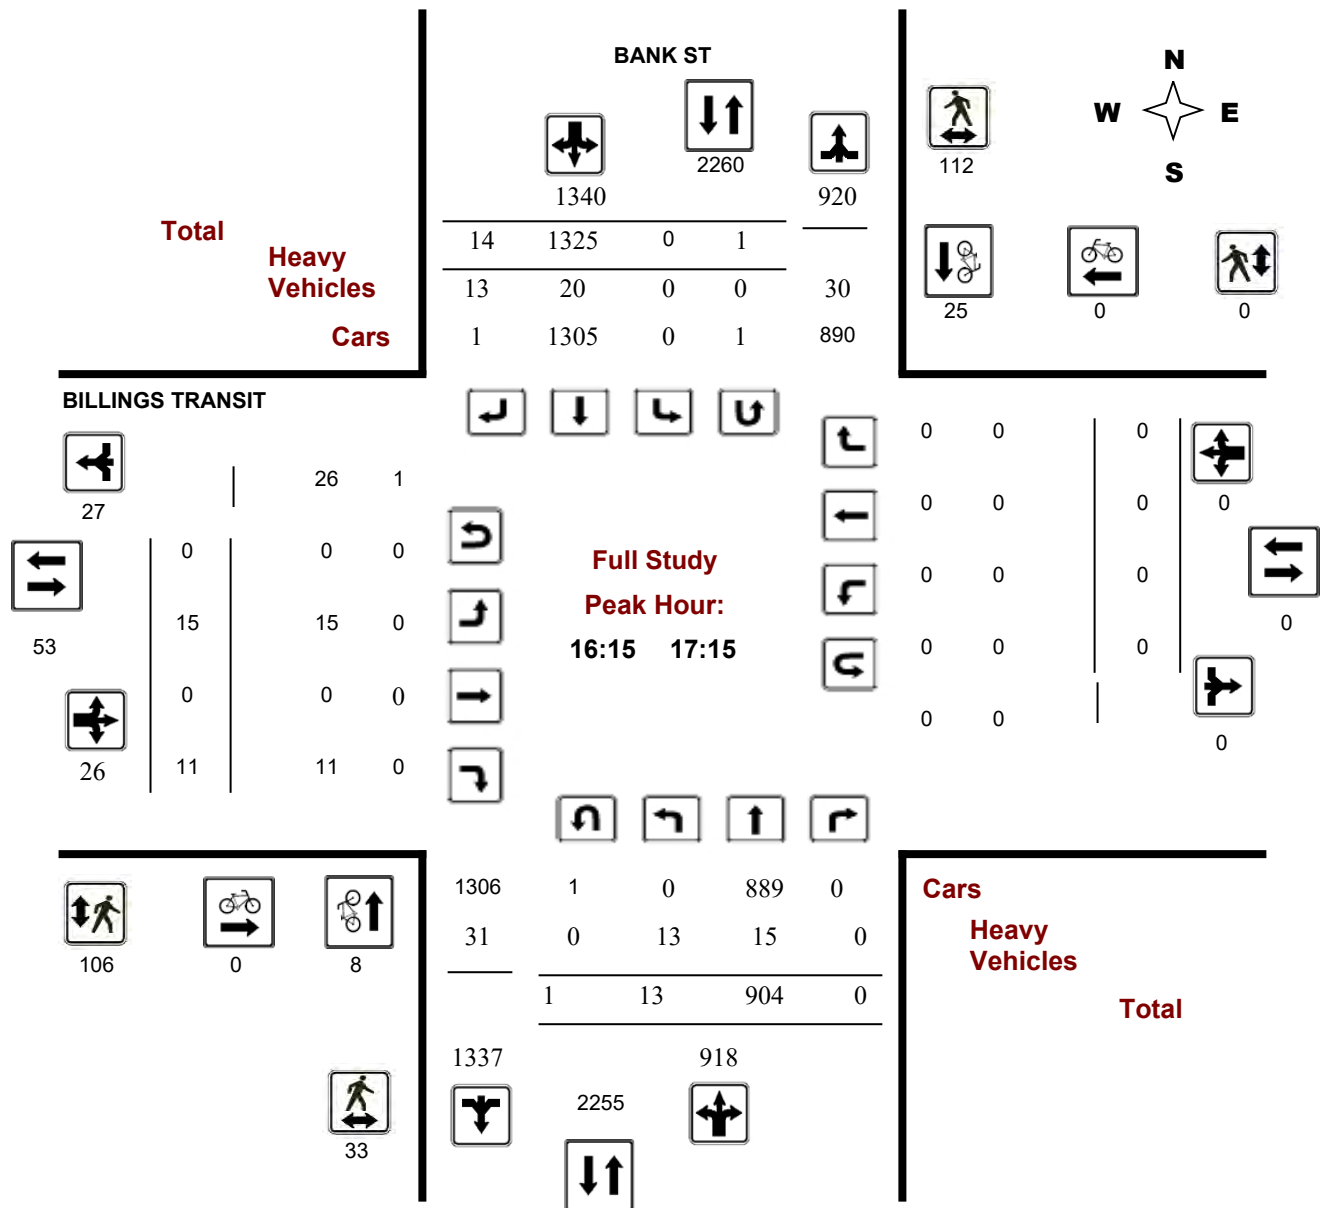 BANK ST
N
W E
S
2260
112
1340 920
Total
14 1325 0 1
Heavy
Vehicles
13 20 0 0 30
25 0 0
Cars
1 1305 0 1 890
BILLINGS TRANSIT
0 0 0
26 1
27
0 0 0 0
0 0 0
Full Study
0 0 0
Peak Hour:
15 15 0
0
53
16:15 17:15
0 0 0
0 0 0
0 0
0
26
11 11 0
1306 1 0 889 0
Cars
31 0 13 15 0
Heavy
Vehicles
106 0 8
1 13 904 0
Total
1337 918
2255
33